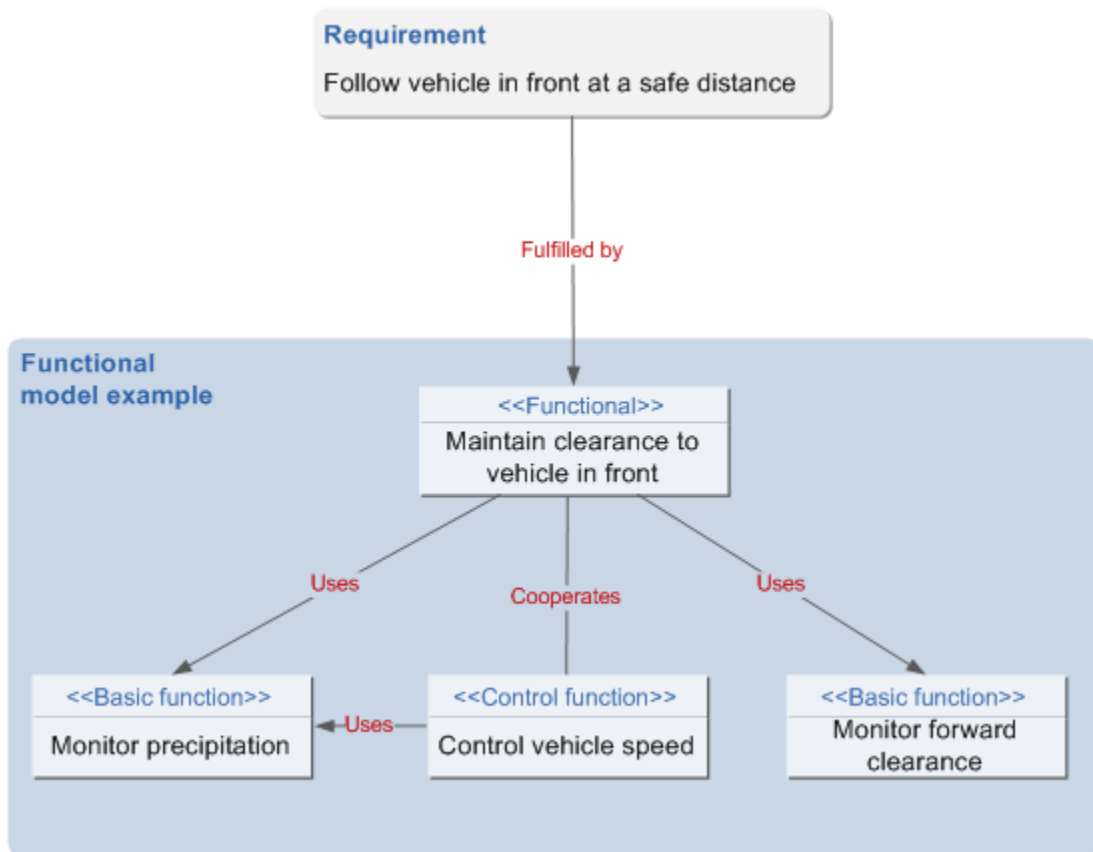 Requirement
Follow vehicle in front at a safe distance
Fulfilled by
Functional
model example
<<Functional>>
Maintain clearance to
vehicle in front
Uses
Cooperates
Uses
<<Basic function>>
Monitor precipitation
Uses
<<Control function>>
Control vehicle speed
<<Basic function>>
Monitor forward
clearance